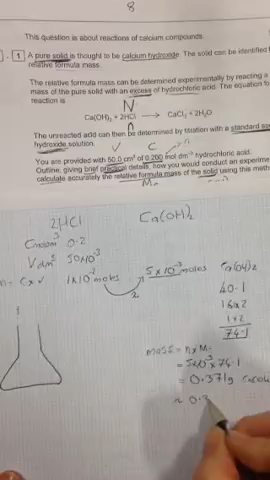 8
This question is about reactions of calcium compounds.
1 A pure solid is thought to be calcium hydroxide. The solid can be identified
relative formula mass.
The relative formula mass can be determined experimentally by reacting a
mass of the pure solid with an excess of hydrochloric acid. The equation fo
reaction is
N
Ca(OH)₂ + 2HCl → CaCl₂ + 2H₂O
The unreacted acid can then be determined by titration with a standard so
hydroxide solution.
V C
You are provided with 50.0 cm³ of 0.200 mol dm⁻³ hydrochloric acid.
Outline, giving brief practical details, how you would conduct an experime
calculate accurately the relative formula mass of the solid using this meth
2HCl Ca(OH)₂
0.2
V dm³ 50x10⁻³
n = C x V 1x10⁻² moles 5 x10⁻³ moles Ca(OH)₂
2
40.1
16x2
1x2
74.1
mass = n x Mr
= 5x10⁻³ x 74.1
= 0.371g
≈ 0.3